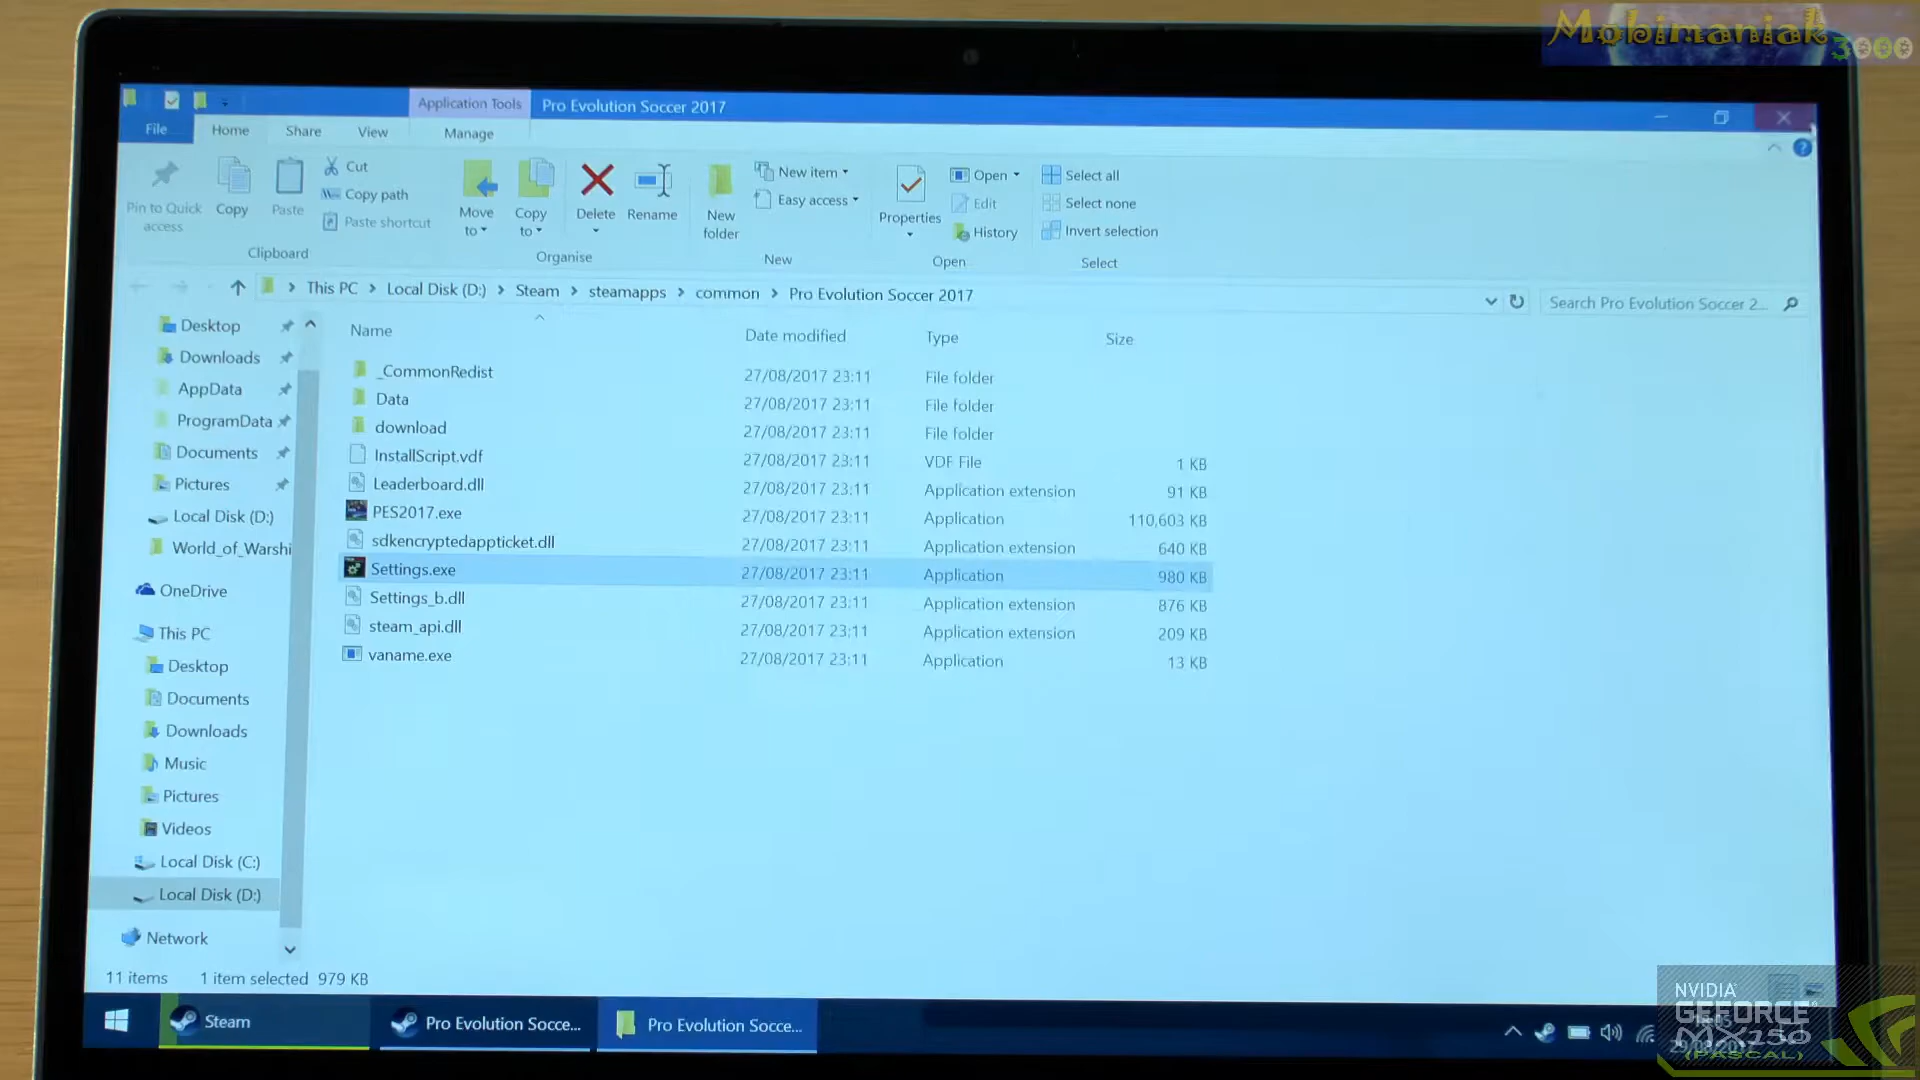 Mobimaniak
3000
Application Tools
Pro Evolution Soccer 2017
File
Home
Share
View
Manage
Pin to Quick access
Copy
Paste
Cut
Copy path
Paste shortcut
Clipboard
Move to
Copy to
Delete
Rename
Organise
New folder
New item
Easy access
New
Properties
Open
Edit
History
Open
Select all
Select none
Invert selection
Select
This PC > Local Disk (D:) > Steam > steamapps > common > Pro Evolution Soccer 2017
Search Pro Evolution Soccer 2...
Desktop
Downloads
AppData
ProgramData
Documents
Pictures
Local Disk (D:)
World_of_Warshi
OneDrive
This PC
Desktop
Documents
Downloads
Music
Pictures
Videos
Local Disk (C:)
Local Disk (D:)
Network
Name Date modified Type Size
_CommonRedist 27/08/2017 23:11 File folder
Data 27/08/2017 23:11 File folder
download 27/08/2017 23:11 File folder
InstallScript.vdf 27/08/2017 23:11 VDF File 1 KB
Leaderboard.dll 27/08/2017 23:11 Application extension 91 KB
PES2017.exe 27/08/2017 23:11 Application 110,603 KB
sdkencryptedappticket.dll 27/08/2017 23:11 Application extension 640 KB
Settings.exe 27/08/2017 23:11 Application 980 KB
Settings_b.dll 27/08/2017 23:11 Application extension 876 KB
steam_api.dll 27/08/2017 23:11 Application extension 209 KB
vaname.exe 27/08/2017 23:11 Application 13 KB
11 items 1 item selected 979 KB
Steam
Pro Evolution Socce...
Pro Evolution Socce...
NVIDIA
GEFORCE
MX150
(PASCAL)